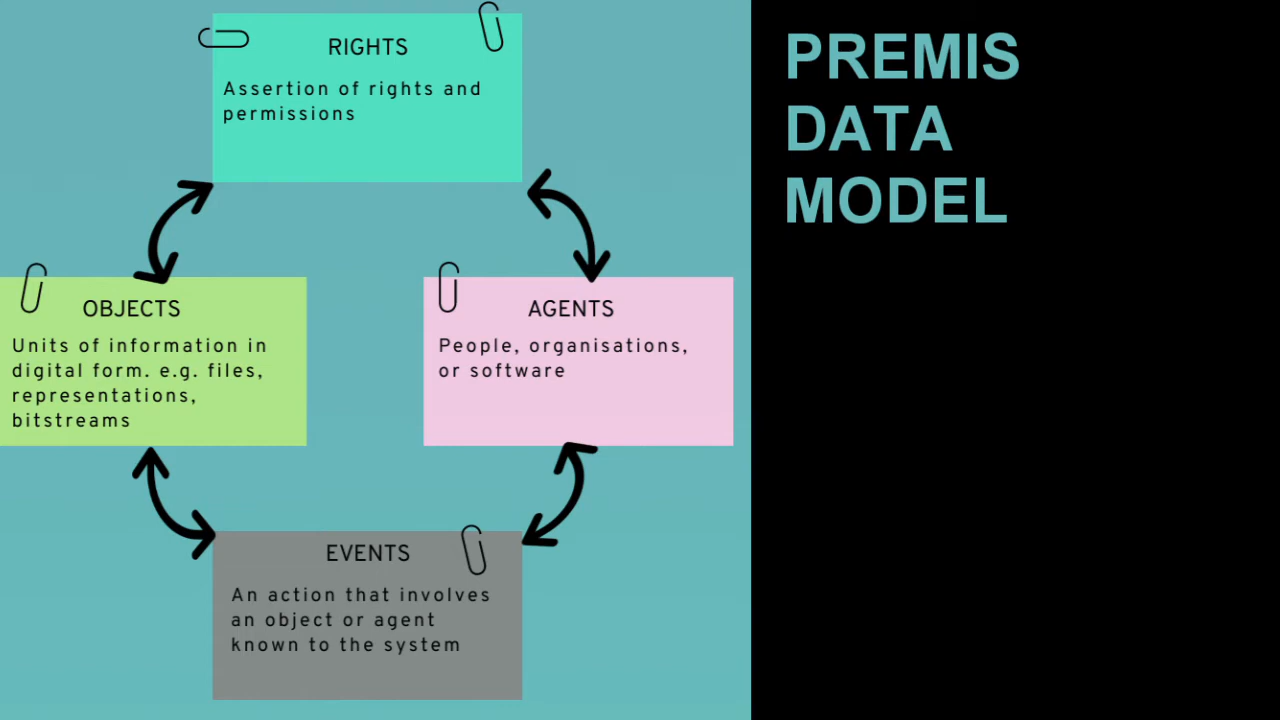 RIGHTS
Assertion of rights and
permissions
OBJECTS
Units of information in
digital form. e.g. files,
representations,
bitstreams
AGENTS
People, organisations,
or software
EVENTS
An action that involves
an object or agent
known to the system
PREMIS
DATA
MODEL